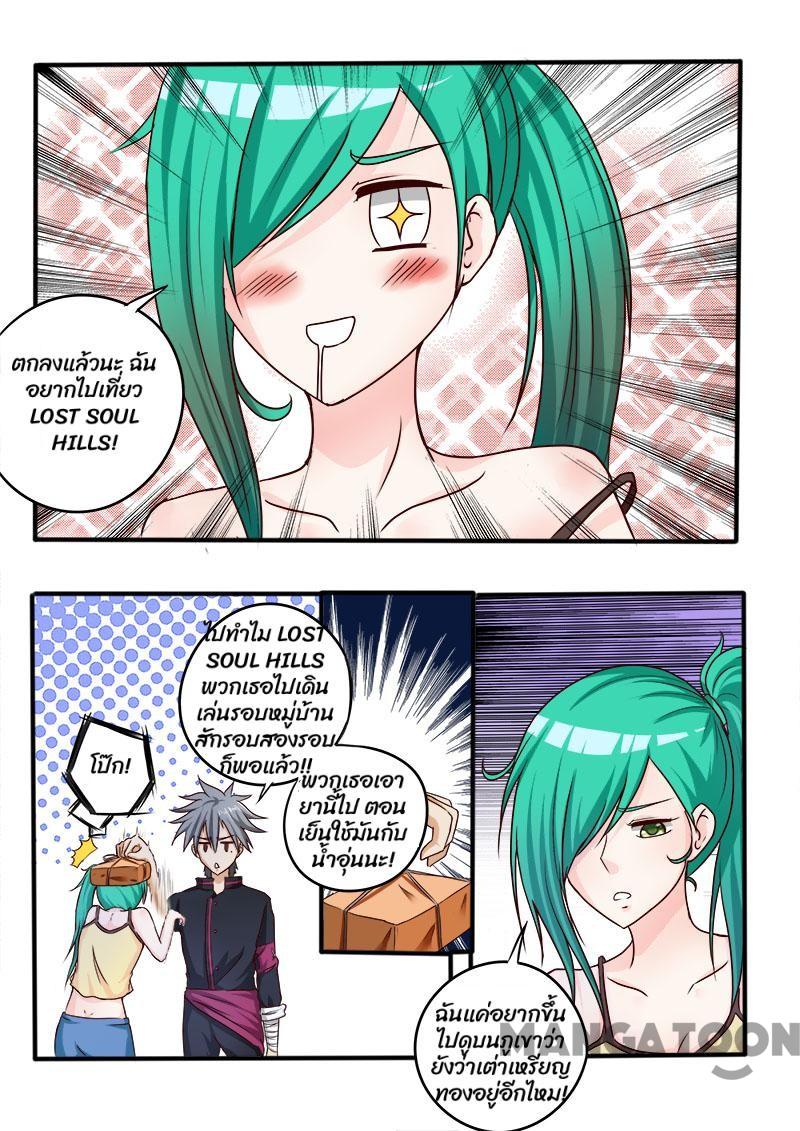 ตกลงแล้วนะ ฉัน
อยากไปเที่ยว
LOST SOUL
HILLS!
ไปทำไม LOST
SOUL HILLS
พวกเธอไปเดิน
เล่นรอบหมู่บ้าน
สักรอบสองรอบ
ก็พอแล้ว!!
โป๊ก!
พวกเธอเอา
ยานี้ไป ตอน
เย็นใช้มันกับ
น้ำอุ่นนะ!
ฉันแค่อยากขึ้น
ไปดูบนภูเขาว่า
ยังว่าเต่าเหรียญ
ทองอยู่อีกไหม!
MANGATOON